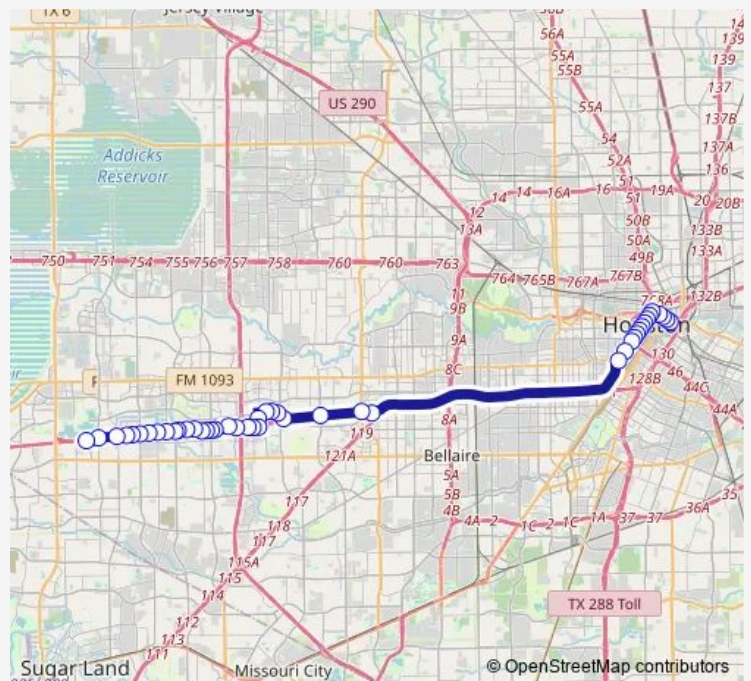 TX 6
Jersey Village
56A
55A
55B
US 290
139
137
55A
137B
54
137A
Addicks
Reservoir
52A
136
51
14 14 16A 16 19A
20 20B
12
51
13A
50B
133B
50A
133A
49B
750 751 754 755 756 757 758 760 760 763
764 765B 767A 767B
768A
132B
11
9B
Houston
9A
130
FM 1093
8C
46
128B
44C
8A
44A
119
121A
Bellaire
5A
117
5B
35
4B
36A
118
4A 2 1C 2 1C 1A 37 37
117
115A
115
114
TX 288 Toll
112
113
111
Sugar Land
Missouri City
© OpenStreetMap contributors